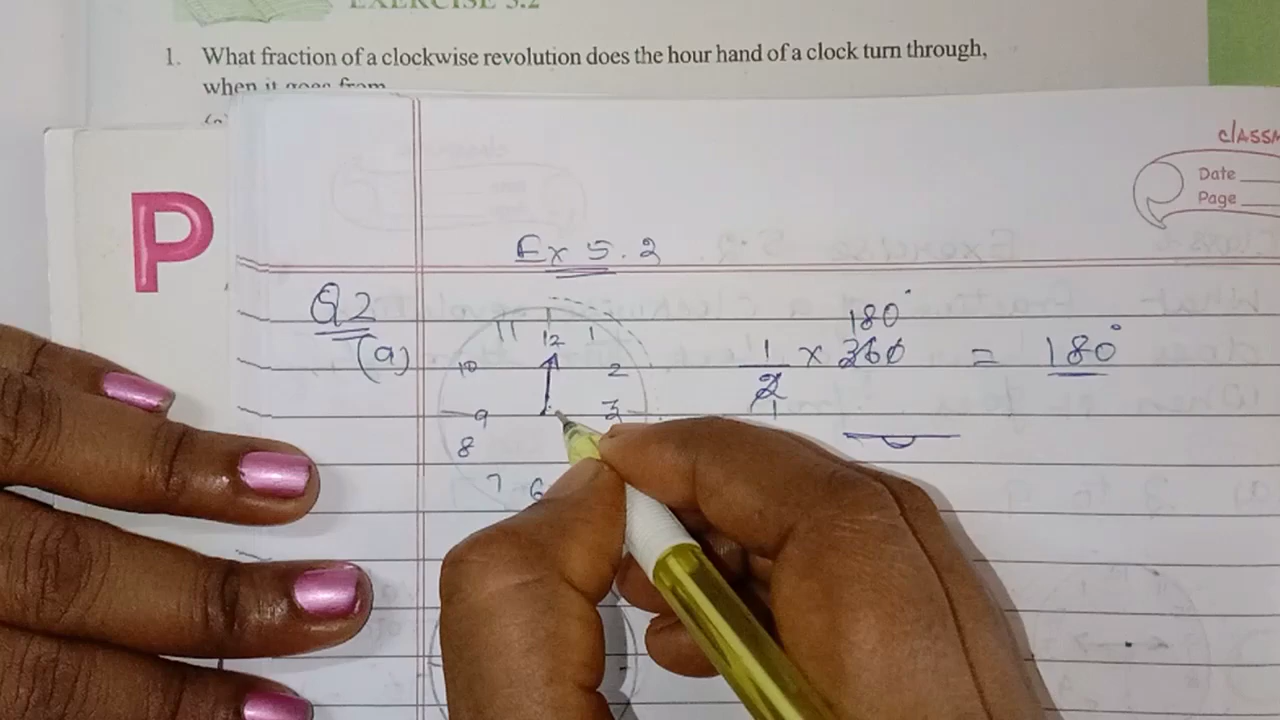 EXERCISE 5.2
1. What fraction of a clockwise revolution does the hour hand of a clock turn through,
when it goes from
P
classm
Date
Page
Ex 5.2
Q2
(a)
11 12 1
10 2
9 3
8
7 6
180°
1/2 × 360 = 180°
1